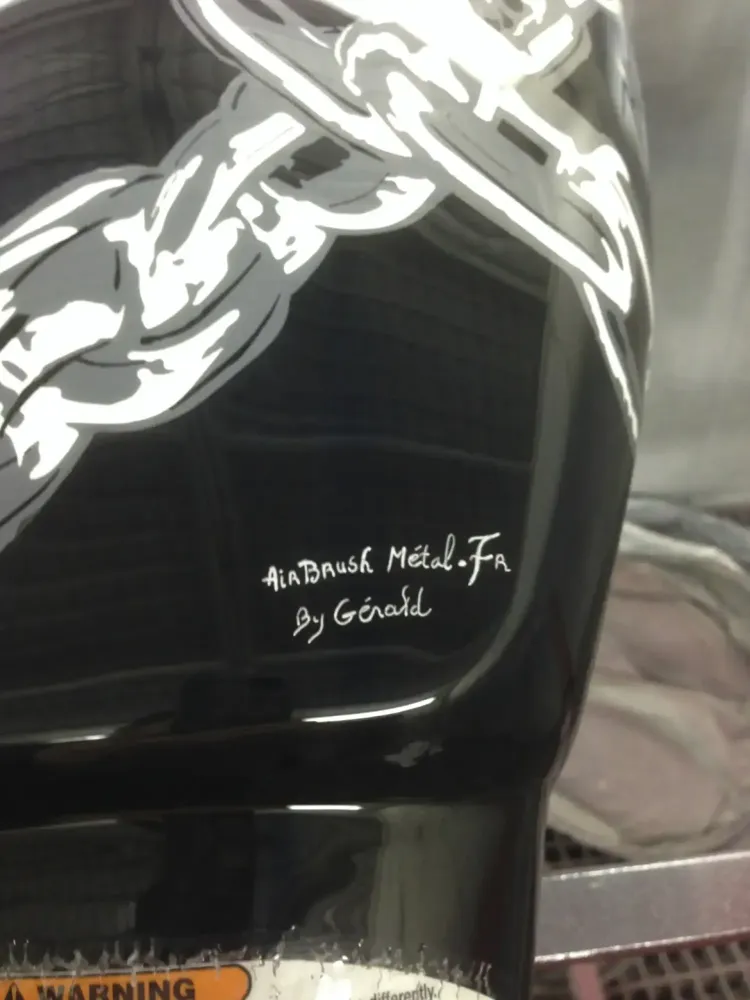 AirBrush Métal.Fr
By Gérald
WARNING
differently.